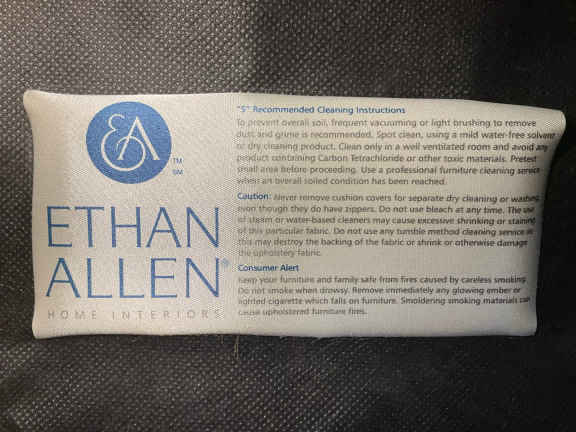 EA
TM
SM
ETHAN
ALLEN®
HOME INTERIORS
"S" Recommended Cleaning Instructions
To prevent overall soil, frequent vacuuming or light brushing to remove
dust and grime is recommended. Spot clean, using a mild water-free solvent
or dry cleaning product. Clean only in a well ventilated room and avoid any
product containing Carbon Tetrachloride or other toxic materials. Pretest
small area before proceeding. Use a professional furniture cleaning service
when an overall soiled condition has been reached.
Caution: Never remove cushion covers for separate dry cleaning or washing
even though they do have zippers. Do not use bleach at any time. The use
of steam or water-based cleaners may cause excessive shrinking or staining
of this particular fabric. Do not use any tumble method cleaning service as
this may destroy the backing of the fabric or shrink or otherwise damage
the upholstery fabric.
Consumer Alert
Keep your furniture and family safe from fires caused by careless smoking.
Do not smoke when drowsy. Remove immediately any glowing ember or
lighted cigarette which falls on furniture. Smoldering smoking materials can
cause upholstered furniture fires.